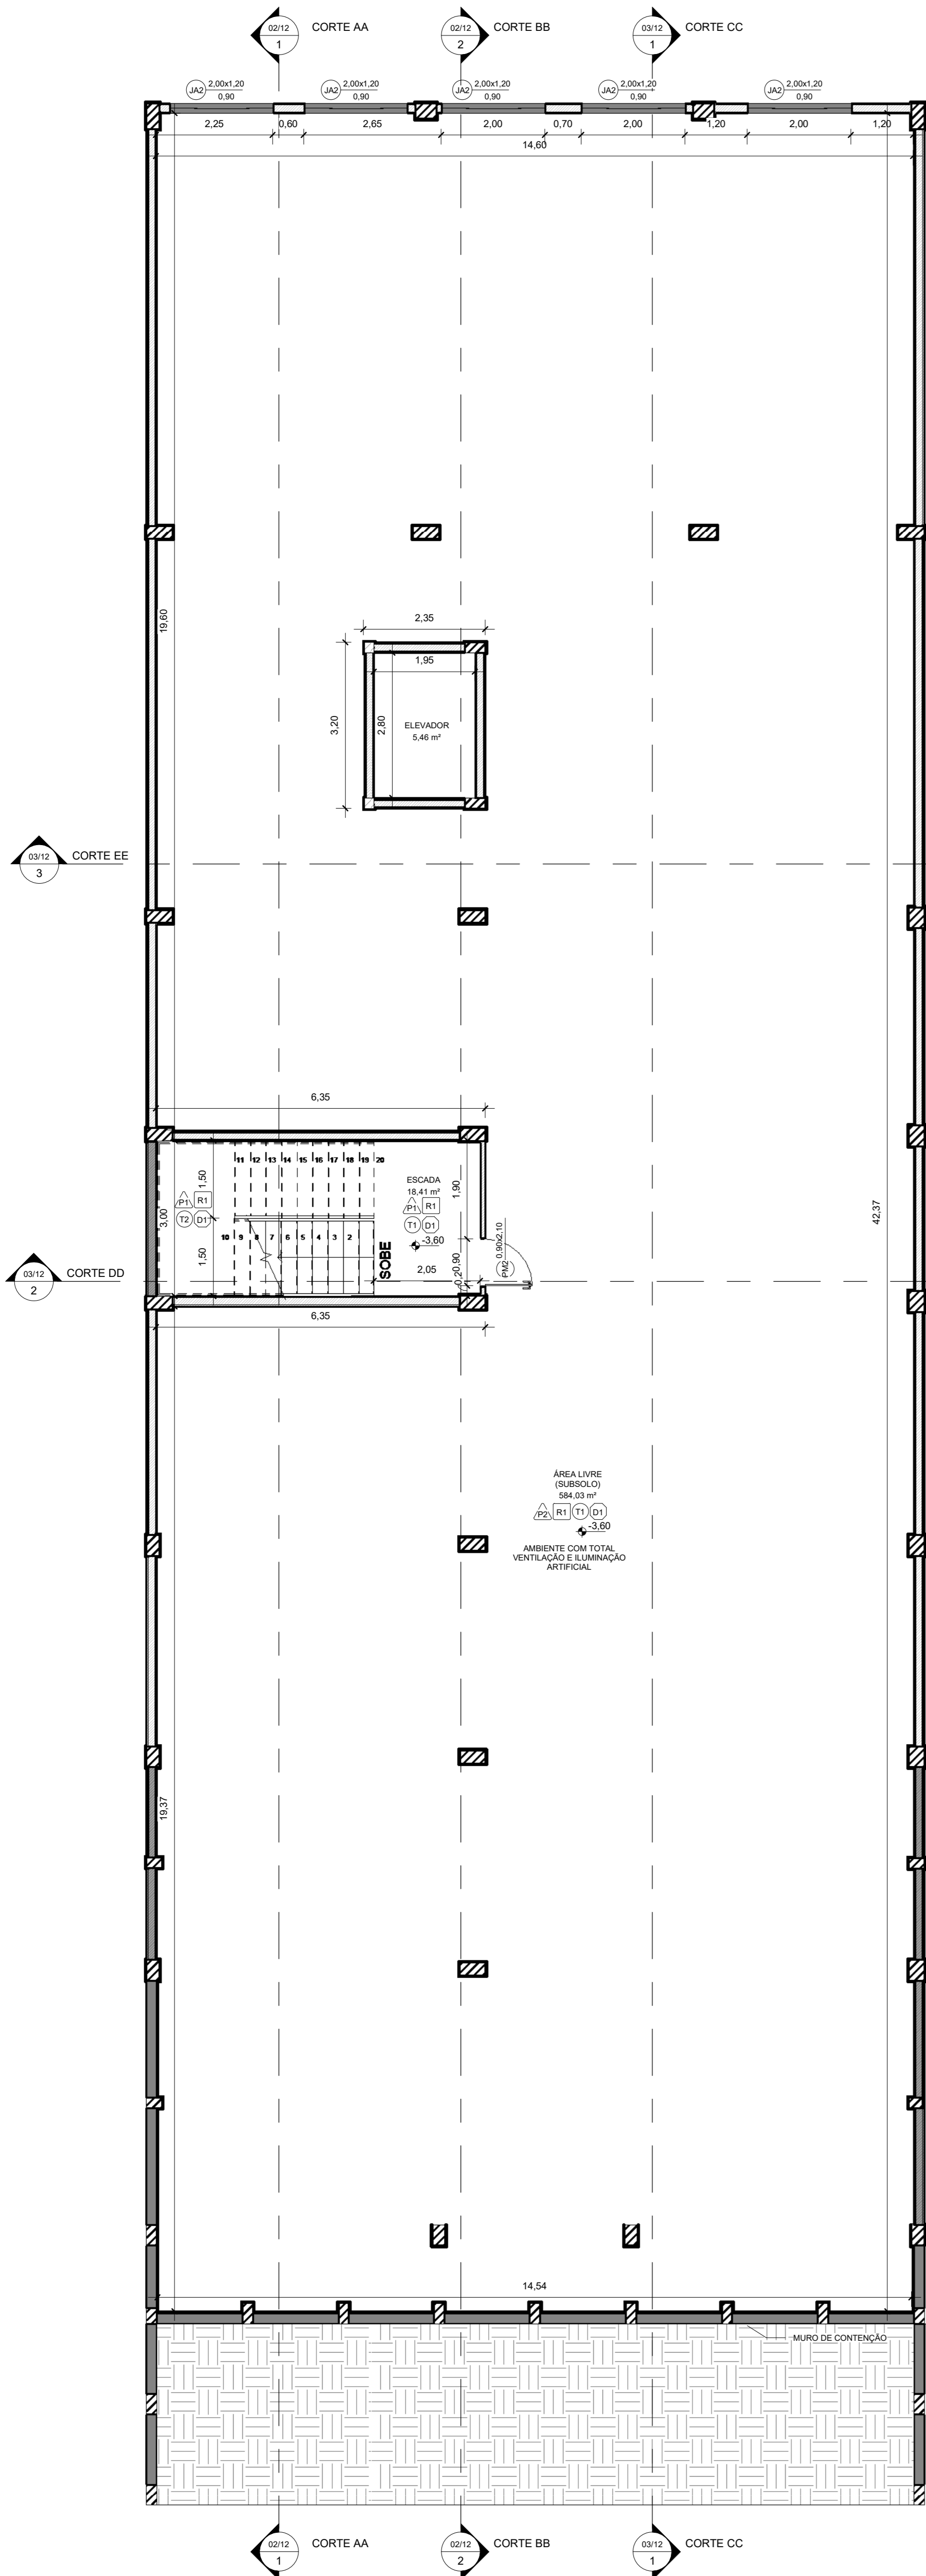 02/12
1
CORTE AA
02/12
2
CORTE BB
03/12
1
CORTE CC
JA2 2,00x1,20
0,90
JA2 2,00x1,20
0,90
JA2 2,00x1,20
0,90
JA2 2,00x1,20
0,90
JA2 2,00x1,20
0,90
2,25 0,60 2,65 2,00 0,70 2,00 1,20 2,00 1,20
14,60
19,60
2,35
1,95
3,20
2,80
ELEVADOR
5,46 m²
03/12
3
CORTE EE
6,35
11 12 13 14 15 16 17 18 19 20
1,50
3,00
1,50
P1 R1
T2 D1
10 9 8 7 6 5 4 3 2
SOBE
ESCADA
18,41 m²
P1 R1
T1 D1
-3,60
1,90
0,90
0,20
2,05
PM2 0,90x2,10
42,37
03/12
2
CORTE DD
6,35
ÁREA LIVRE
(SUBSOLO)
584,03 m²
P2 R1 T1 D1
-3,60
AMBIENTE COM TOTAL
VENTILAÇÃO E ILUMINAÇÃO
ARTIFICIAL
19,37
14,54
MURO DE CONTENÇÃO
02/12
1
CORTE AA
02/12
2
CORTE BB
03/12
1
CORTE CC